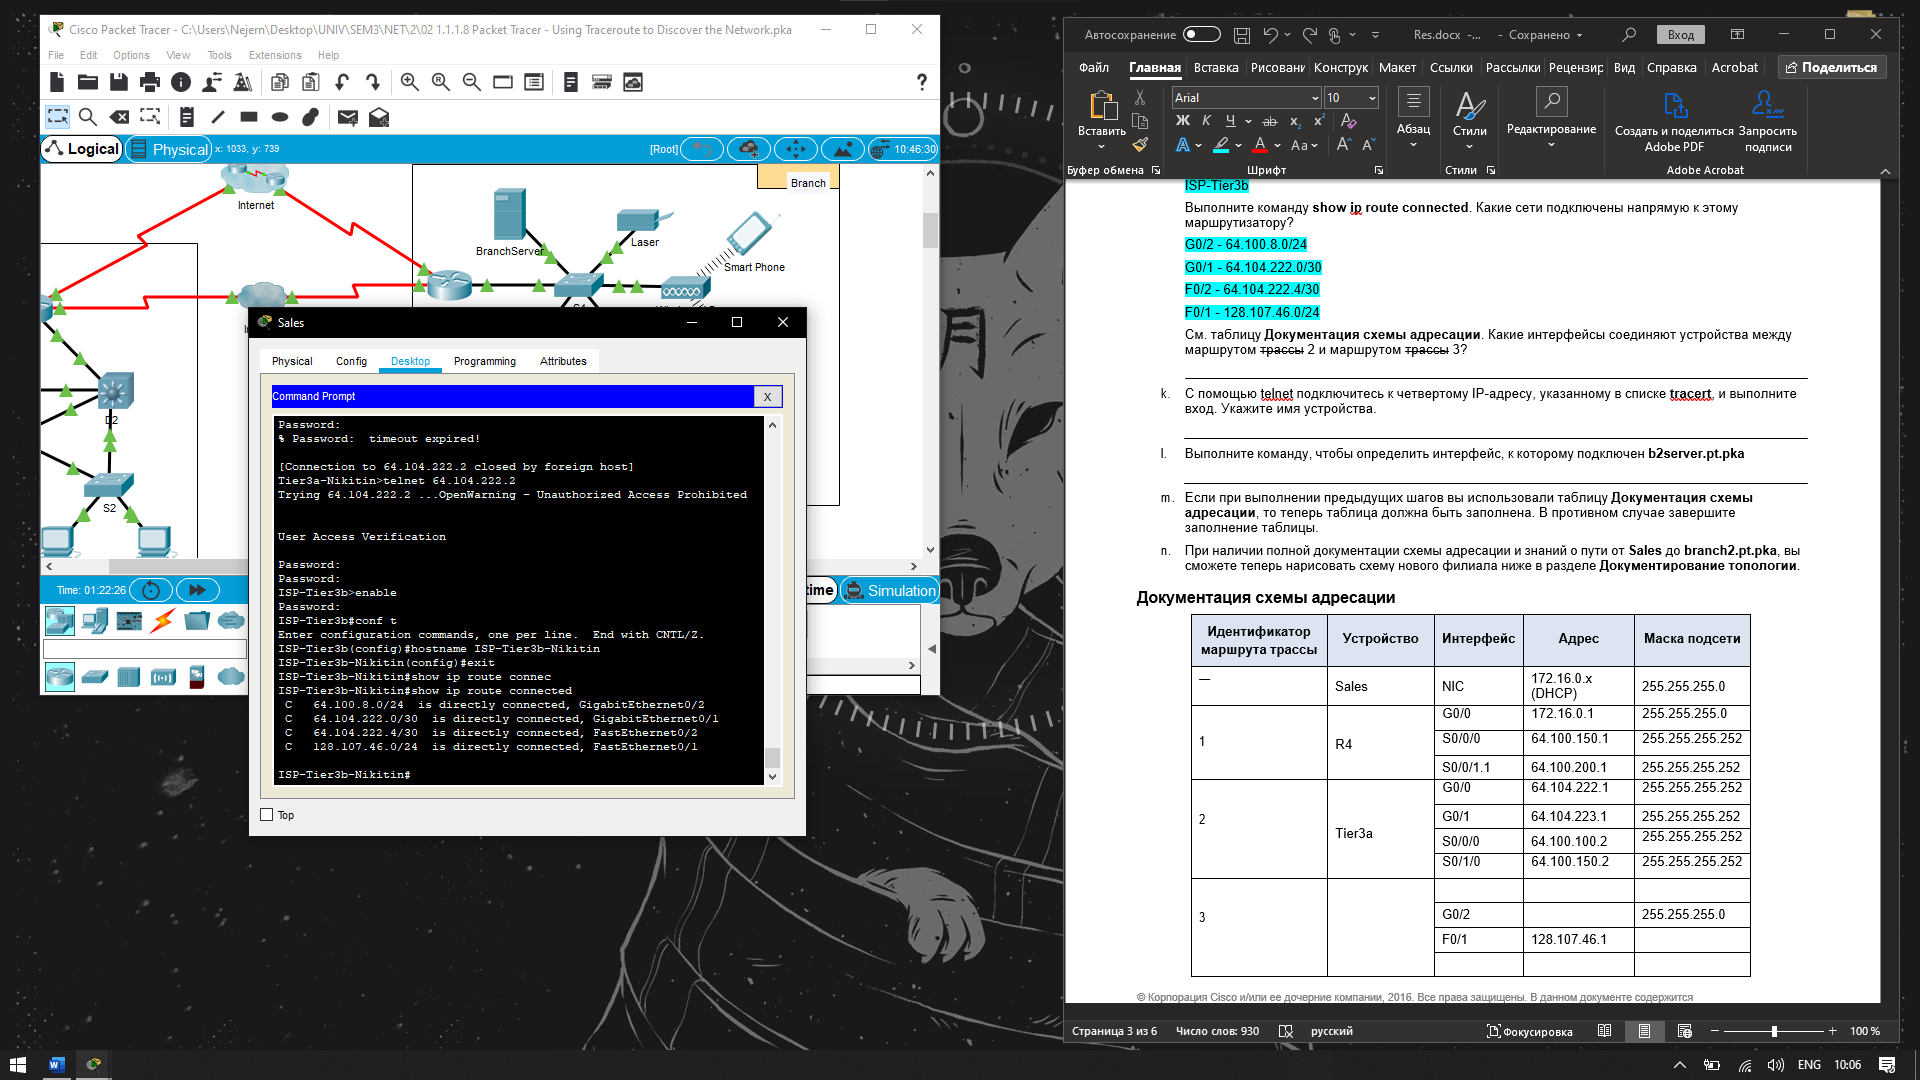 Cisco Packet Tracer - C:\Users\Nejern\Desktop\UNIV\SEM3\NET\2\02 1.1.1.8 Packet Tracer - Using Traceroute to Discover the Network.pka
File Edit Options View Tools Extensions Help
Logical
Physical
x: 1033, y: 739
[Root]
10:46:30
Branch
Internet
BranchServer
Laser
Smart Phone
D2
S2
Time: 01:22:26
Simulation
Sales
Physical Config Desktop Programming Attributes
Command Prompt
X
Password:
% Password:  timeout expired!
[Connection to 64.104.222.2 closed by foreign host]
Tier3a-Nikitin>telnet 64.104.222.2
Trying 64.104.222.2 ...OpenWarning - Unauthorized Access Prohibited
User Access Verification
Password:
Password:
ISP-Tier3b>enable
Password:
ISP-Tier3b#conf t
Enter configuration commands, one per line.  End with CNTL/Z.
ISP-Tier3b(config)#hostname ISP-Tier3b-Nikitin
ISP-Tier3b-Nikitin(config)#exit
ISP-Tier3b-Nikitin#show ip route connec
ISP-Tier3b-Nikitin#show ip route connected
C   64.100.8.0/24  is directly connected, GigabitEthernet0/2
C   64.104.222.0/30  is directly connected, GigabitEthernet0/1
C   64.104.222.4/30  is directly connected, FastEthernet0/2
C   128.107.46.0/24  is directly connected, FastEthernet0/1
ISP-Tier3b-Nikitin#
Top
Автосохранение
Res.docx -... - Сохранено
Вход
Файл Главная Вставка Рисовани Конструк Макет Ссылки Рассылки Рецензир Вид Справка Acrobat Поделиться
Вставить
Буфер обмена
Arial 10
Ж К Ч ab x₂ x²
A Aa A A
Шрифт
Абзац
Стили
Стили
Редактирование
Создать и поделиться Adobe PDF
Запросить подписи
Adobe Acrobat
ISP-Tier3b
Выполните команду show ip route connected. Какие сети подключены напрямую к этому
маршрутизатору?
G0/2 - 64.100.8.0/24
G0/1 - 64.104.222.0/30
F0/2 - 64.104.222.4/30
F0/1 - 128.107.46.0/24
См. таблицу Документация схемы адресации. Какие интерфейсы соединяют устройства между
маршрутом трассы 2 и маршрутом трассы 3?
k. С помощью telnet подключитесь к четвертому IP-адресу, указанному в списке tracert, и выполните
вход. Укажите имя устройства.
l. Выполните команду, чтобы определить интерфейс, к которому подключен b2server.pt.pka
m. Если при выполнении предыдущих шагов вы использовали таблицу Документация схемы
адресации, то теперь таблица должна быть заполнена. В противном случае завершите
заполнение таблицы.
n. При наличии полной документации схемы адресации и знаний о пути от Sales до branch2.pt.pka, вы
сможете теперь нарисовать схему нового филиала ниже в разделе Документирование топологии.
Документация схемы адресации
Идентификатор маршрута трассы Устройство Интерфейс Адрес Маска подсети
— Sales NIC 172.16.0.x (DHCP) 255.255.255.0
1 R4 G0/0 172.16.0.1 255.255.255.0
S0/0/0 64.100.150.1 255.255.255.252
S0/0/1.1 64.100.200.1 255.255.255.252
2 Tier3a G0/0 64.104.222.1 255.255.255.252
G0/1 64.104.223.1 255.255.255.252
S0/0/0 64.100.100.2 255.255.255.252
S0/1/0 64.100.150.2 255.255.255.252
3 G0/2 255.255.255.0
F0/1 128.107.46.1
© Корпорация Cisco и/или ее дочерние компании, 2016. Все права защищены. В данном документе содержится
Страница 3 из 6 Число слов: 930 русский Фокусировка 100 %
ENG 10:06